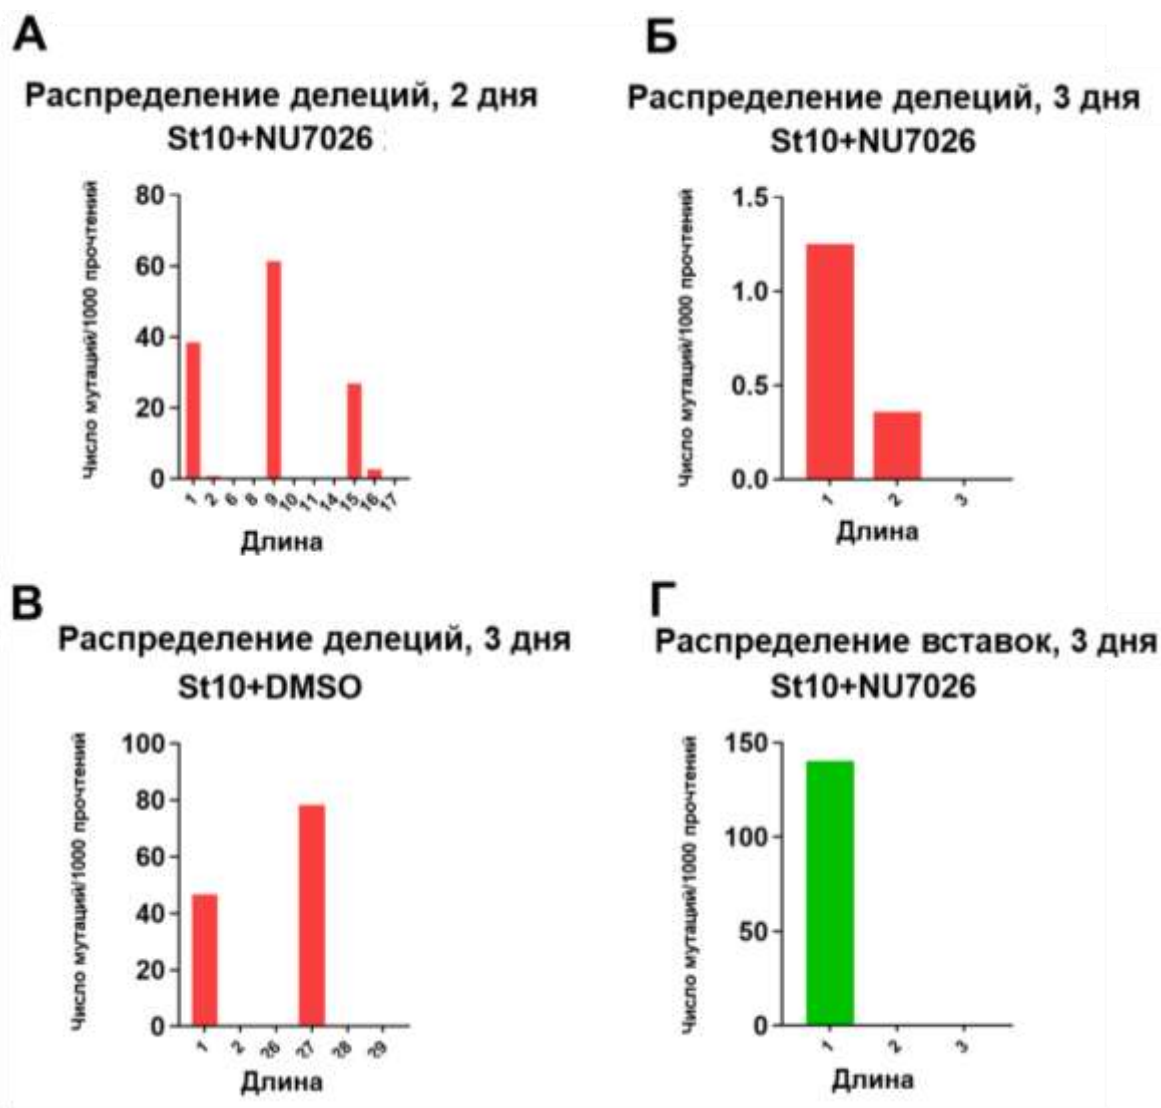 А
Распределение делеций, 2 дня
St10+NU7026
Число мутаций/1000 прочтений
80
60
40
20
0
1 2 6 8 9 10 11 14 15 16 17
Длина
Б
Распределение делеций, 3 дня
St10+NU7026
Число мутаций/1000 прочтений
1.5
1.0
0.5
0.0
1 2 3
Длина
В
Распределение делеций, 3 дня
St10+DMSO
Число мутаций/1000 прочтений
100
80
60
40
20
0
1 2 26 27 28 29
Длина
Г
Распределение вставок, 3 дня
St10+NU7026
Число мутаций/1000 прочтений
150
100
50
0
1 2 3
Длина